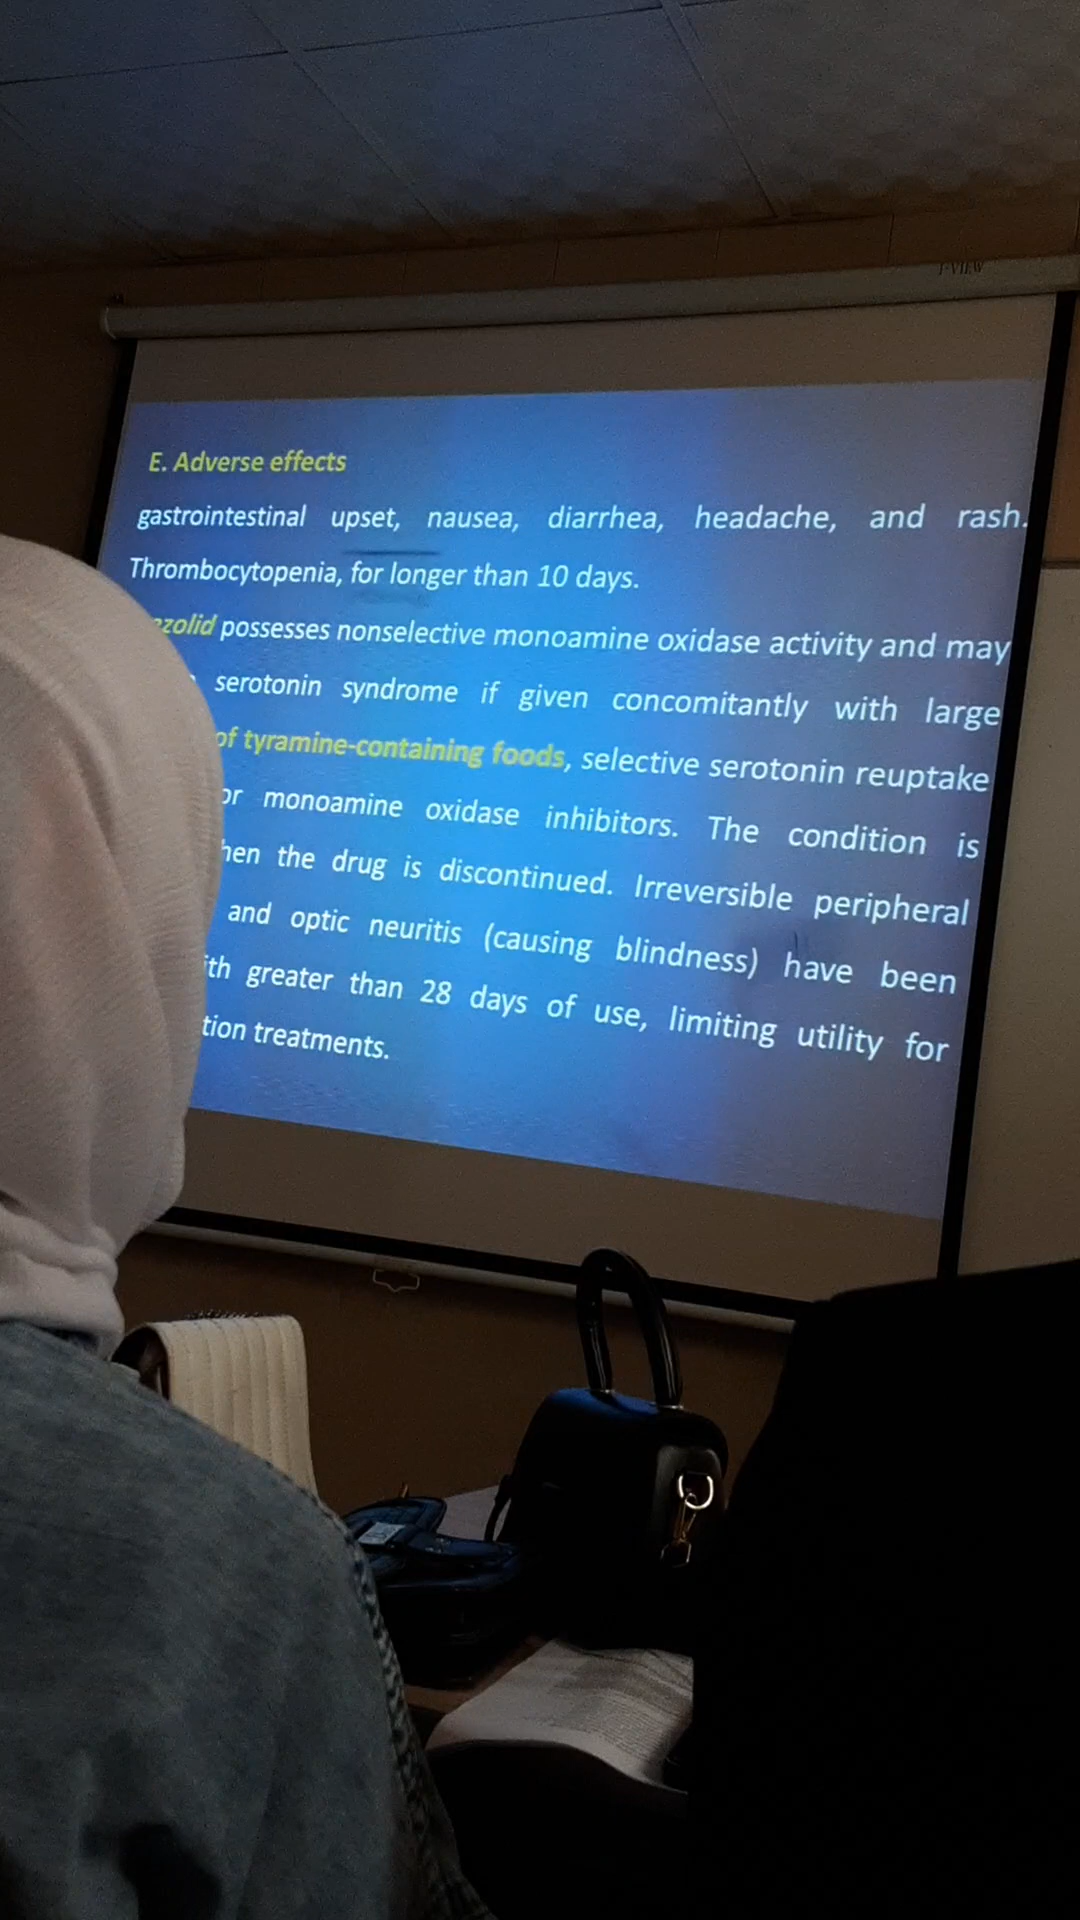 E. Adverse effects
gastrointestinal upset, nausea, diarrhea, headache, and rash.
Thrombocytopenia, for longer than 10 days.
ezolid possesses nonselective monoamine oxidase activity and may
serotonin syndrome if given concomitantly with large
of tyramine-containing foods, selective serotonin reuptake
or monoamine oxidase inhibitors. The condition is
hen the drug is discontinued. Irreversible peripheral
and optic neuritis (causing blindness) have been
ith greater than 28 days of use, limiting utility for
tion treatments.